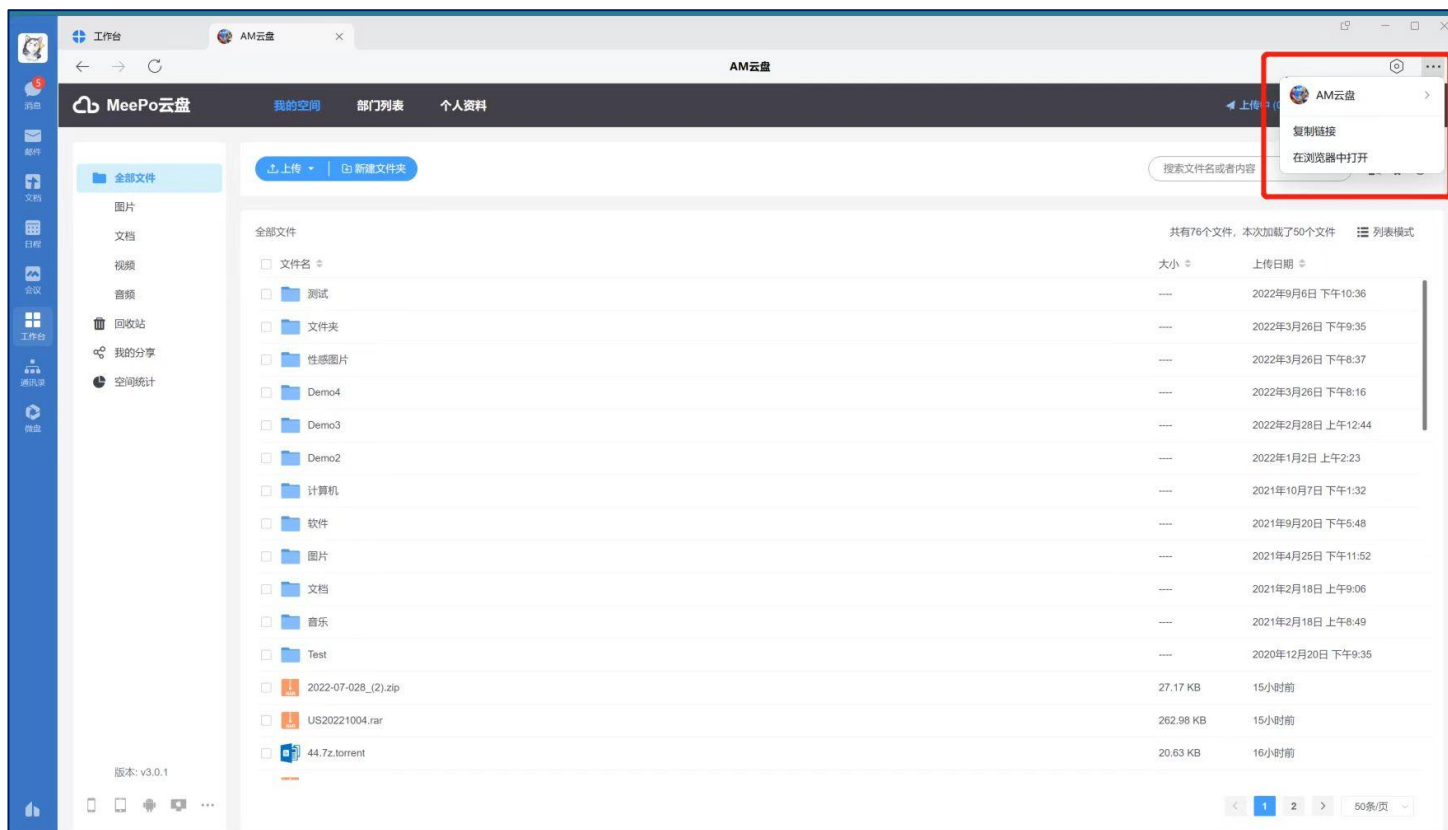 工作台
AM云盘
AM云盘
5
消息
邮件
文档
日程
会议
工作台
通讯录
微盘
MeePo云盘
我的空间
部门列表
个人资料
上传中
AM云盘
复制链接
在浏览器中打开
全部文件
图片
文档
视频
音频
回收站
我的分享
空间统计
版本: v3.0.1
上传
新建文件夹
搜索文件名或者内容
全部文件
共有76个文件，本次加载了50个文件
列表模式
文件名 大小 上传日期
测试 ---- 2022年9月6日 下午10:36
文件夹 ---- 2022年3月26日 下午9:35
性感图片 ---- 2022年3月26日 下午8:37
Demo4 ---- 2022年3月26日 下午8:16
Demo3 ---- 2022年2月28日 上午12:44
Demo2 ---- 2022年1月2日 上午2:23
计算机 ---- 2021年10月7日 下午1:32
软件 ---- 2021年9月20日 下午5:48
图片 ---- 2021年4月25日 下午11:52
文档 ---- 2021年2月18日 上午9:06
音乐 ---- 2021年2月18日 上午8:49
Test ---- 2020年12月20日 下午9:35
2022-07-028_(2).zip 27.17 KB 15小时前
US20221004.rar 262.98 KB 15小时前
44.7z.torrent 20.63 KB 16小时前
1 2 50条/页